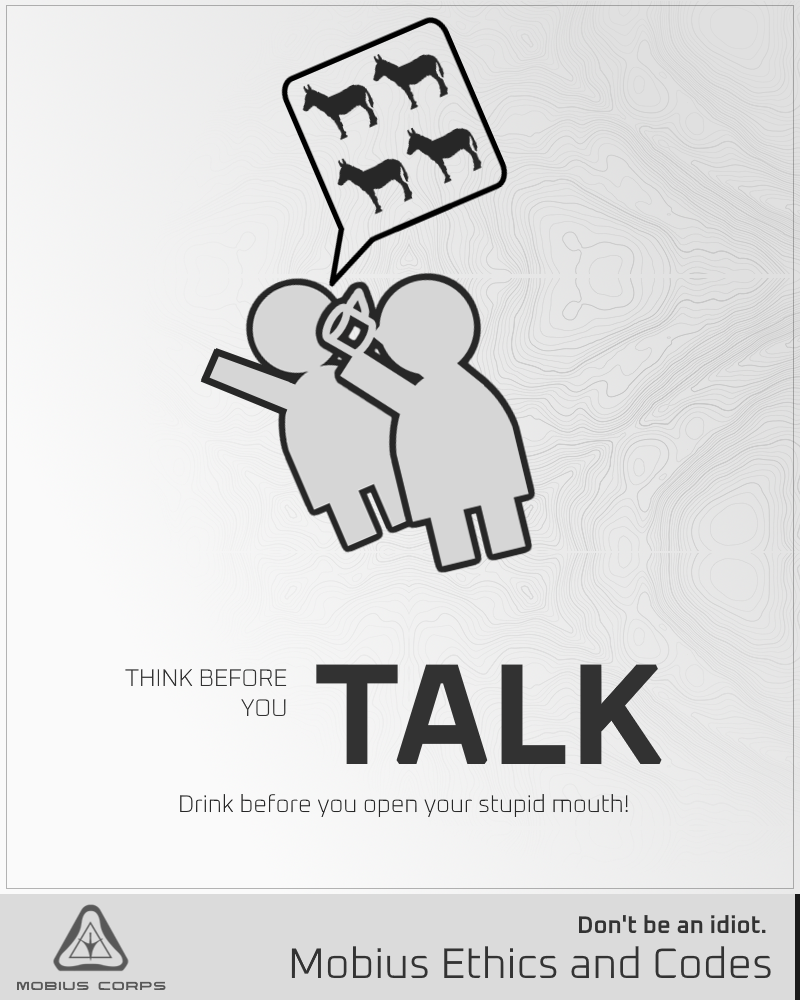 THINK BEFORE
YOU
TALK
Drink before you open your stupid mouth!
Don't be an idiot.
Mobius Ethics and Codes
MOBIUS CORPS